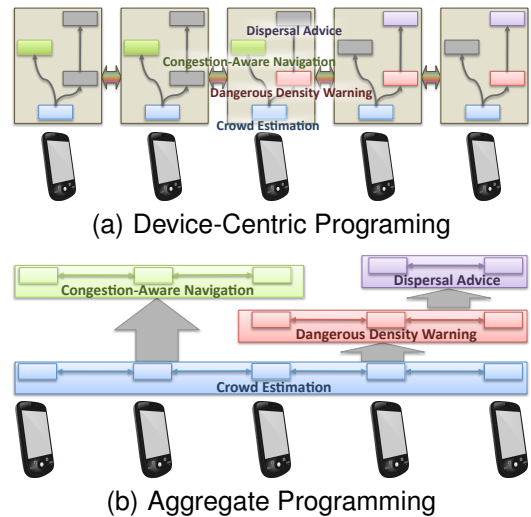 Dispersal Advice
Congestion-Aware Navigation
Dangerous Density Warning
Crowd Estimation
(a) Device-Centric Programing
Congestion-Aware Navigation
Dispersal Advice
Dangerous Density Warning
Crowd Estimation
(b) Aggregate Programming